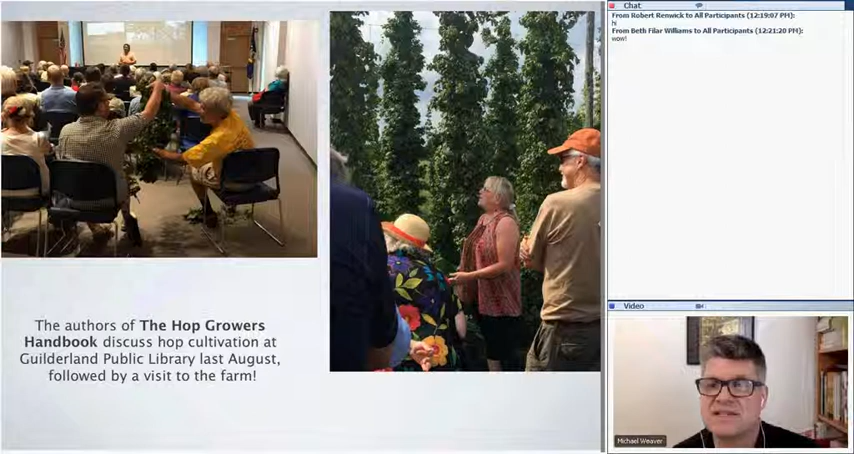 The authors of The Hop Growers
Handbook discuss hop cultivation at
Guilderland Public Library last August,
followed by a visit to the farm!
Chat
From Robert Renwick to All Participants (12:19:07 PM):
hi
From Beth Filar Williams to All Participants (12:21:20 PM):
wow!
Video
Michael Weaver